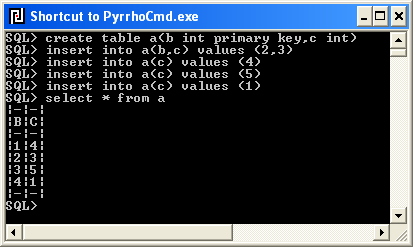 Shortcut to PyrrhoCmd.exe
SQL> create table a(b int primary key,c int)
SQL> insert into a(b,c) values (2,3)
SQL> insert into a(c) values (4)
SQL> insert into a(c) values (5)
SQL> insert into a(c) values (1)
SQL> select * from a
|-|-|
|B|C|
|-|-|
|1|4|
|2|3|
|3|5|
|4|1|
|-|-|
SQL>